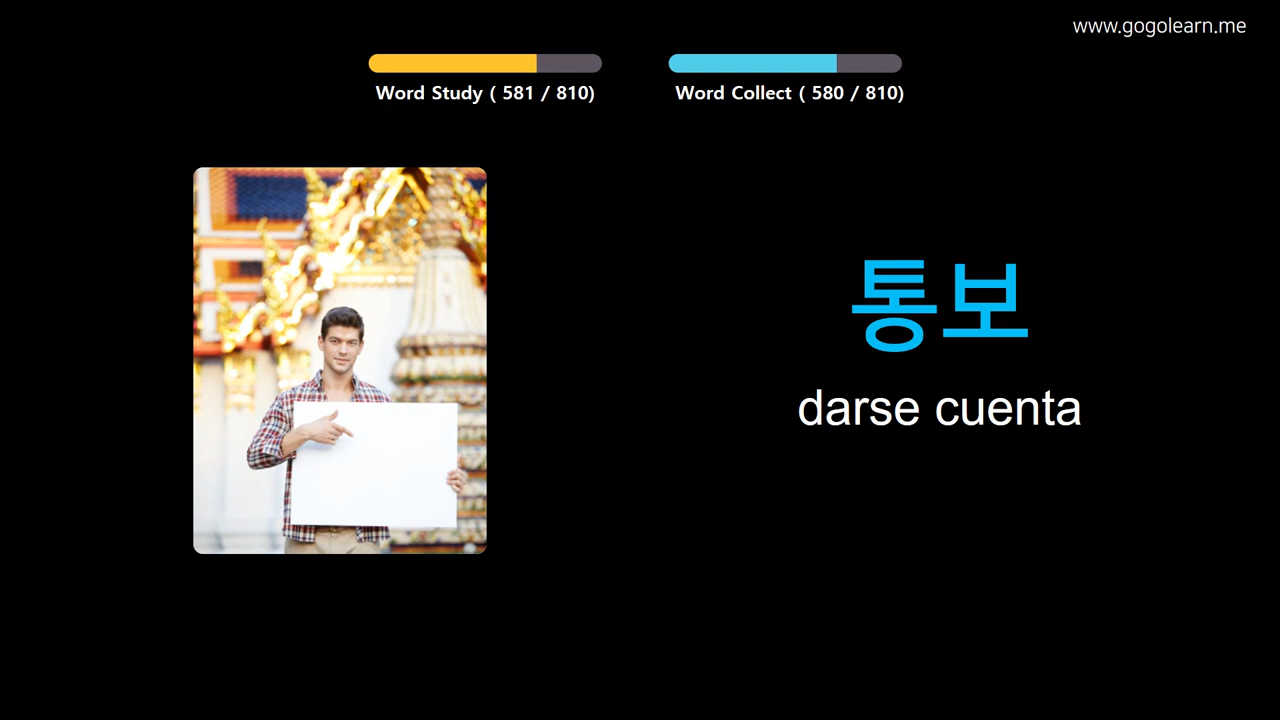 www.gogolearn.me
Word Study ( 581 / 810)
Word Collect ( 580 / 810)
통보
darse cuenta